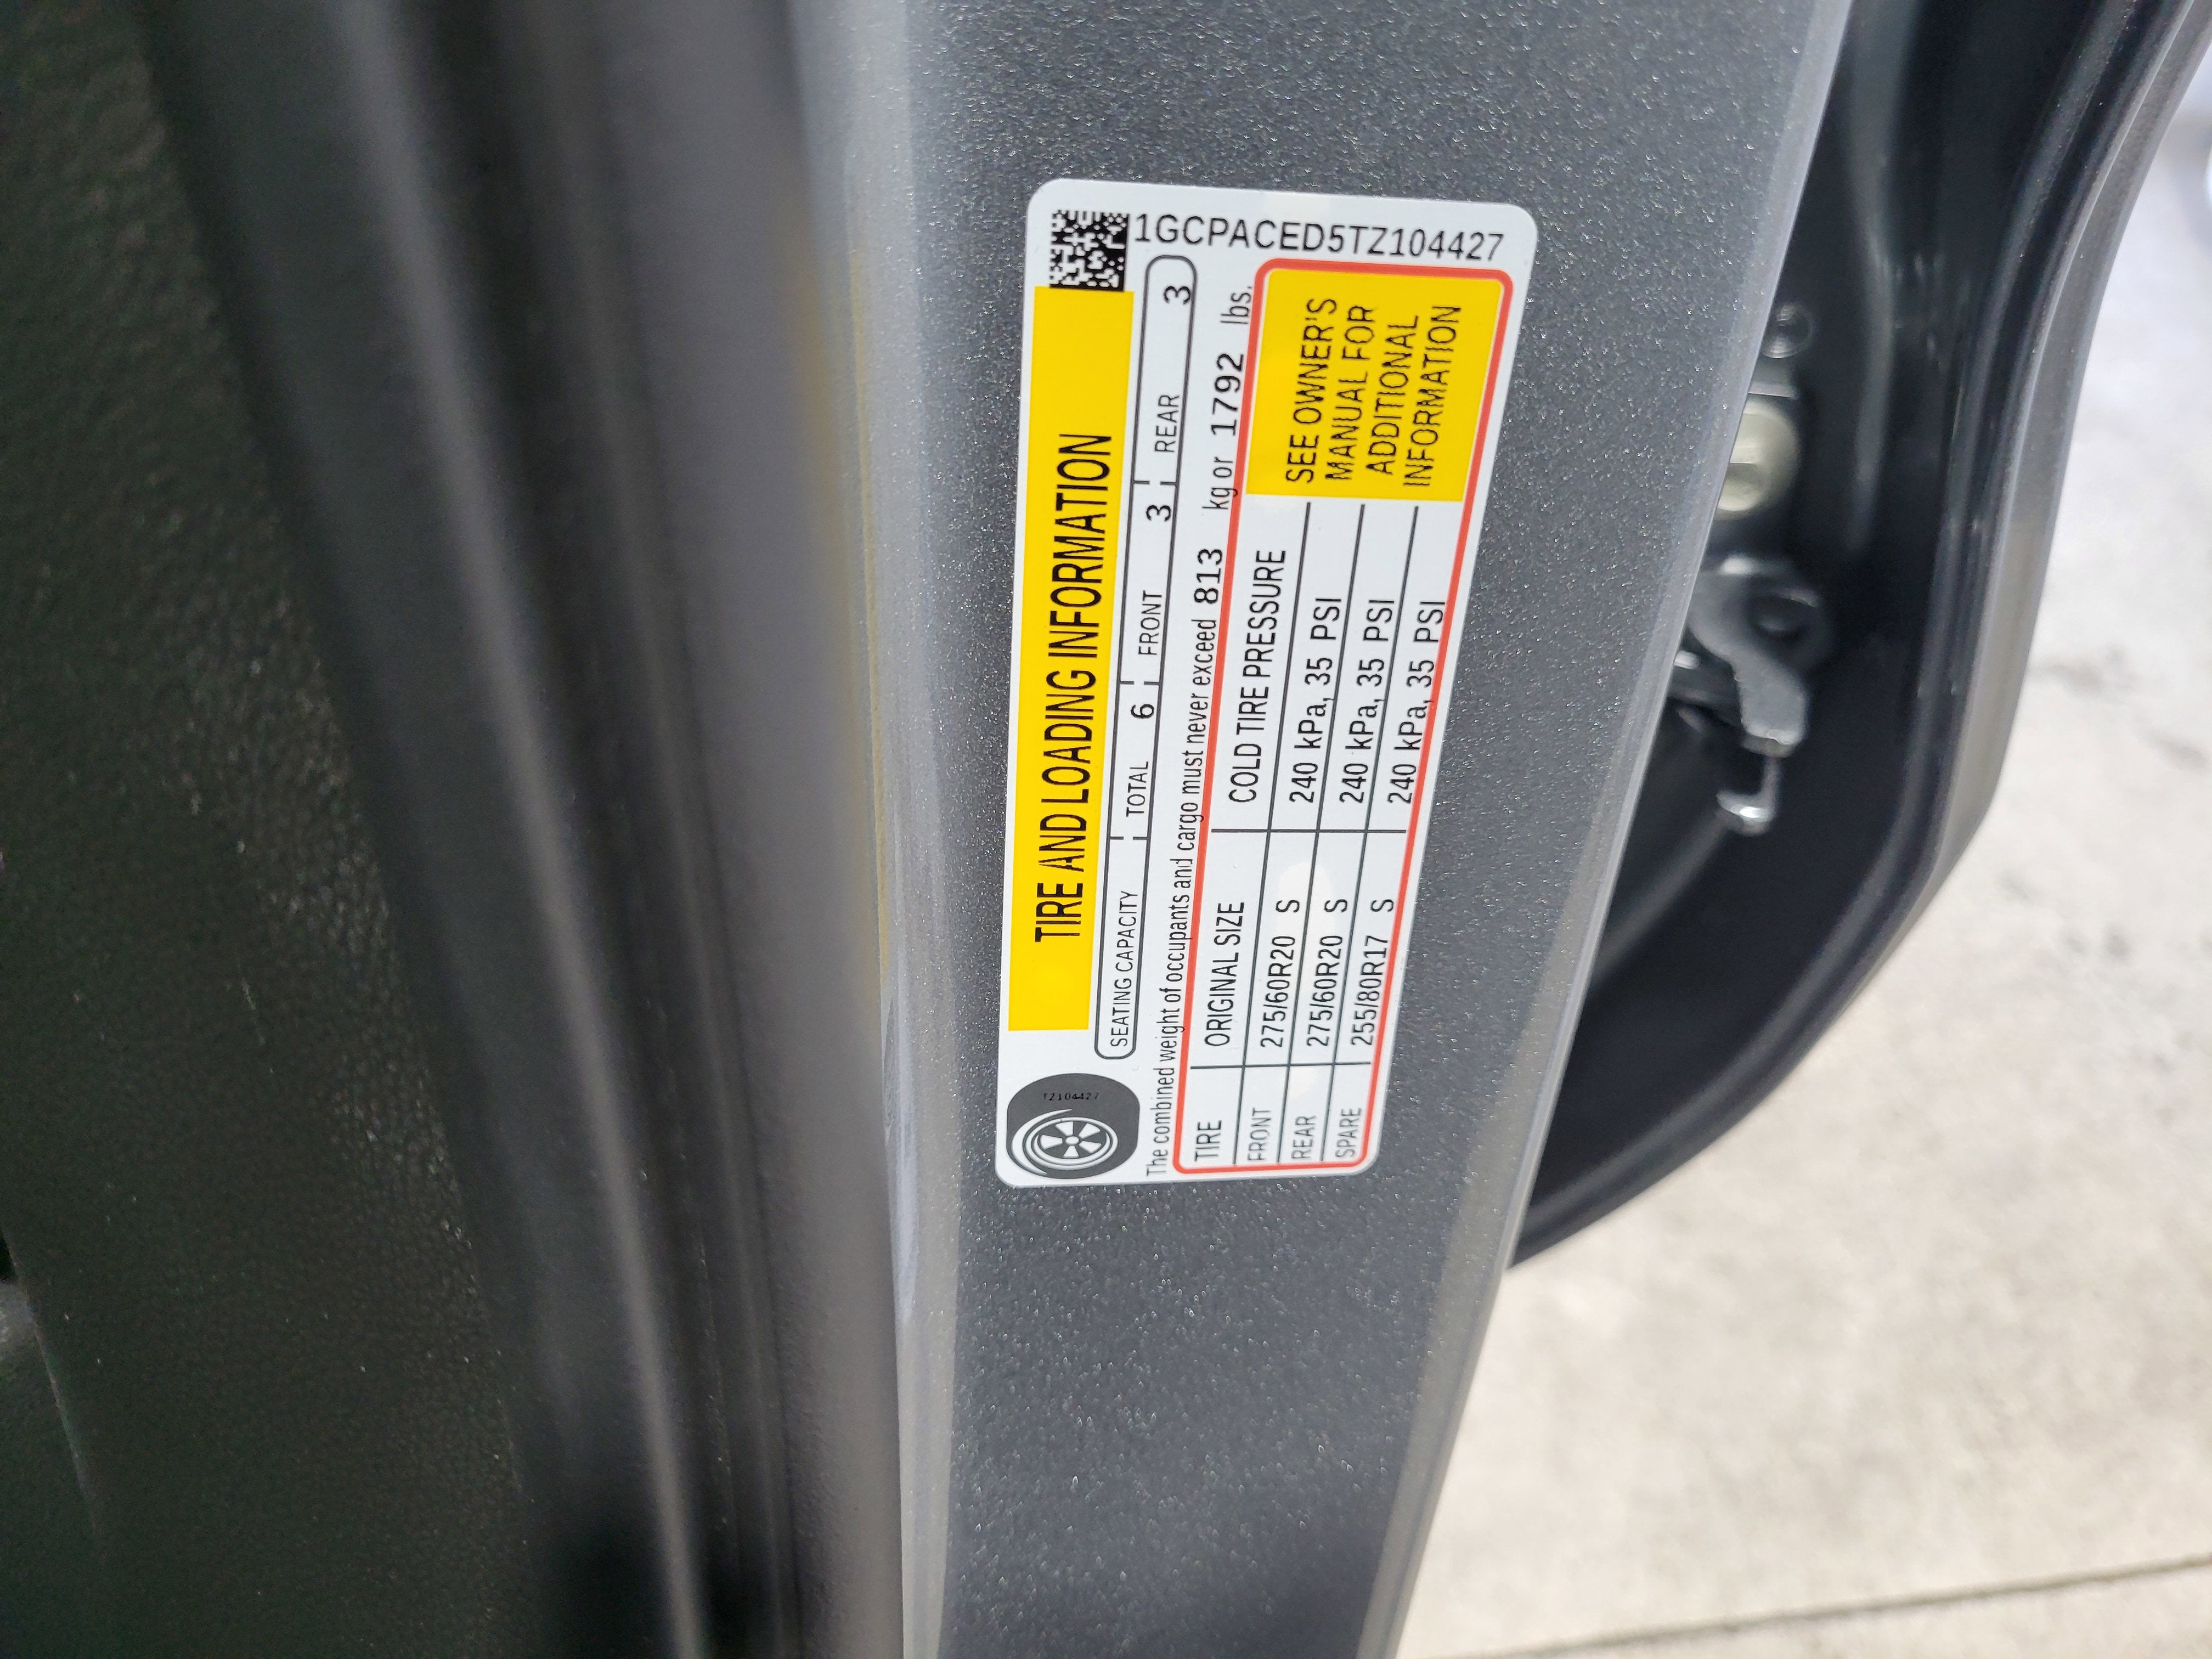 1GCPACED5TZ104427
TIRE AND LOADING INFORMATION
SEATING CAPACITY TOTAL 6 FRONT 3 REAR 3
The combined weight of occupants and cargo must never exceed 813 kg or 1792 lbs.
TIRE ORIGINAL SIZE COLD TIRE PRESSURE
FRONT 275/60R20 S 240 kPa, 35 PSI
REAR 275/60R20 S 240 kPa, 35 PSI
SPARE 255/80R17 S 240 kPa, 35 PSI
SEE OWNER'S
MANUAL FOR
ADDITIONAL
INFORMATION
TZ104427